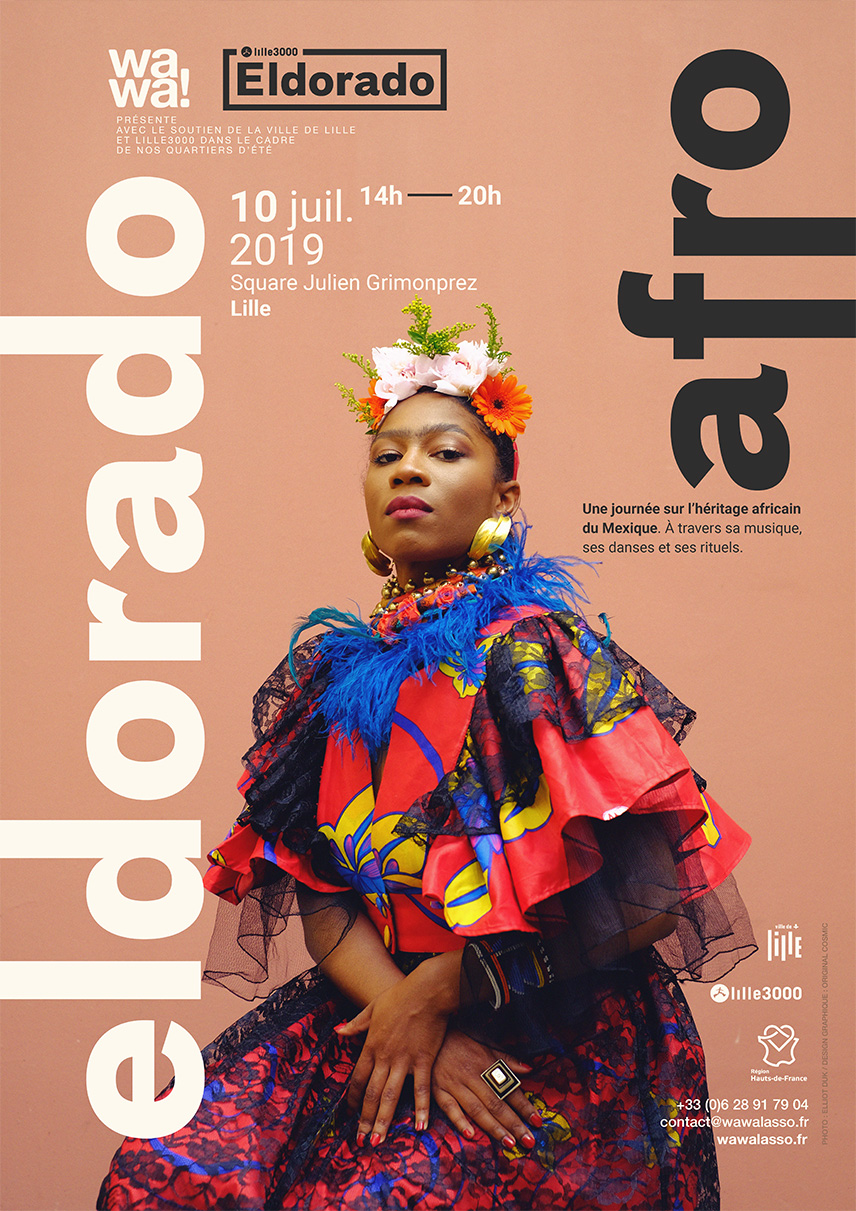 wa
wa!
lille3000
Eldorado
PRÉSENTE
AVEC LE SOUTIEN DE LA VILLE DE LILLE
ET LILLE3000 DANS LE CADRE
DE NOS QUARTIERS D'ÉTÉ
10 juil. 14h — 20h
2019
Square Julien Grimonprez
Lille
afro
eldorado
Une journée sur l'héritage africain
du Mexique. À travers sa musique,
ses danses et ses rituels.
ville de
lille
lille3000
Région
Hauts-de-France
+33 (0)6 28 91 79 04
contact@wawalasso.fr
wawalasso.fr
PHOTO : ELLIOT DUK / DESIGN GRAPHIQUE : ORIGINAL COSMIC